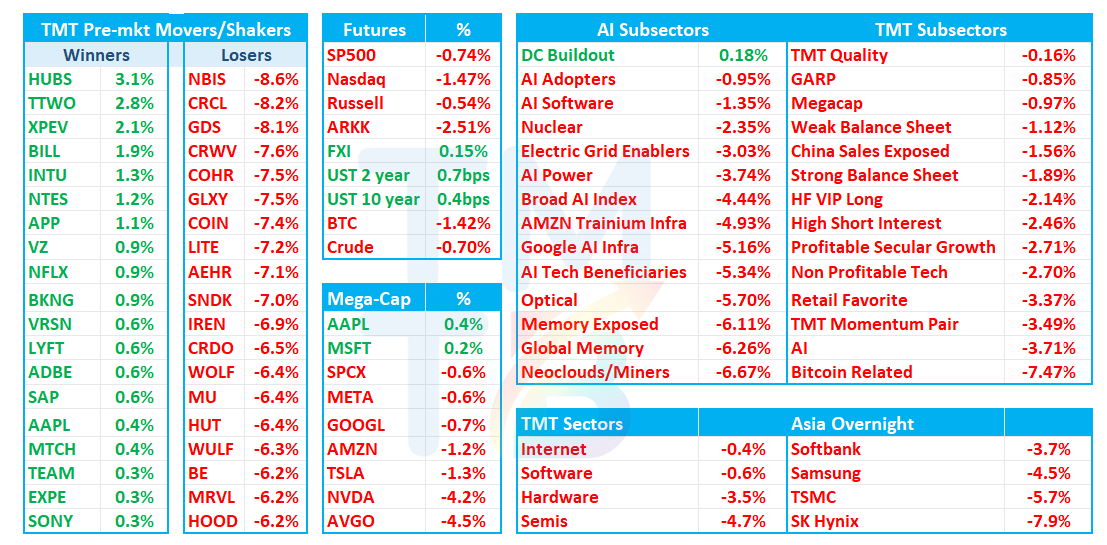 TMT Pre-mkt Movers/Shakers
Winners Losers
HUBS 3.1% NBIS -8.6%
TTWO 2.8% CRCL -8.2%
XPEV 2.1% GDS -8.1%
BILL 1.9% CRWV -7.6%
INTU 1.3% COHR -7.5%
NTES 1.2% GLXY -7.5%
APP 1.1% COIN -7.4%
VZ 0.9% LITE -7.2%
NFLX 0.9% AEHR -7.1%
BKNG 0.9% SNDK -7.0%
VRSN 0.6% IREN -6.9%
LYFT 0.6% CRDO -6.5%
ADBE 0.6% WOLF -6.4%
SAP 0.6% MU -6.4%
AAPL 0.4% HUT -6.4%
MTCH 0.4% WULF -6.3%
TEAM 0.3% BE -6.2%
EXPE 0.3% MRVL -6.2%
SONY 0.3% HOOD -6.2%
Futures %
SP500 -0.74%
Nasdaq -1.47%
Russell -0.54%
ARKK -2.51%
FXI 0.15%
UST 2 year 0.7bps
UST 10 year 0.4bps
BTC -1.42%
Crude -0.70%
Mega-Cap %
AAPL 0.4%
MSFT 0.2%
SPCX -0.6%
META -0.6%
GOOGL -0.7%
AMZN -1.2%
TSLA -1.3%
NVDA -4.2%
AVGO -4.5%
AI Subsectors TMT Subsectors
DC Buildout 0.18% TMT Quality -0.16%
AI Adopters -0.95% GARP -0.85%
AI Software -1.35% Megacap -0.97%
Nuclear -2.35% Weak Balance Sheet -1.12%
Electric Grid Enablers -3.03% China Sales Exposed -1.56%
AI Power -3.74% Strong Balance Sheet -1.89%
Broad AI Index -4.44% HF VIP Long -2.14%
AMZN Trainium Infra -4.93% High Short Interest -2.46%
Google AI Infra -5.16% Profitable Secular Growth -2.71%
AI Tech Beneficiaries -5.34% Non Profitable Tech -2.70%
Optical -5.70% Retail Favorite -3.37%
Memory Exposed -6.11% TMT Momentum Pair -3.49%
Global Memory -6.26% AI -3.71%
Neoclouds/Miners -6.67% Bitcoin Related -7.47%
TMT Sectors Asia Overnight
Internet -0.4% Softbank -3.7%
Software -0.6% Samsung -4.5%
Hardware -3.5% TSMC -5.7%
Semis -4.7% SK Hynix -7.9%